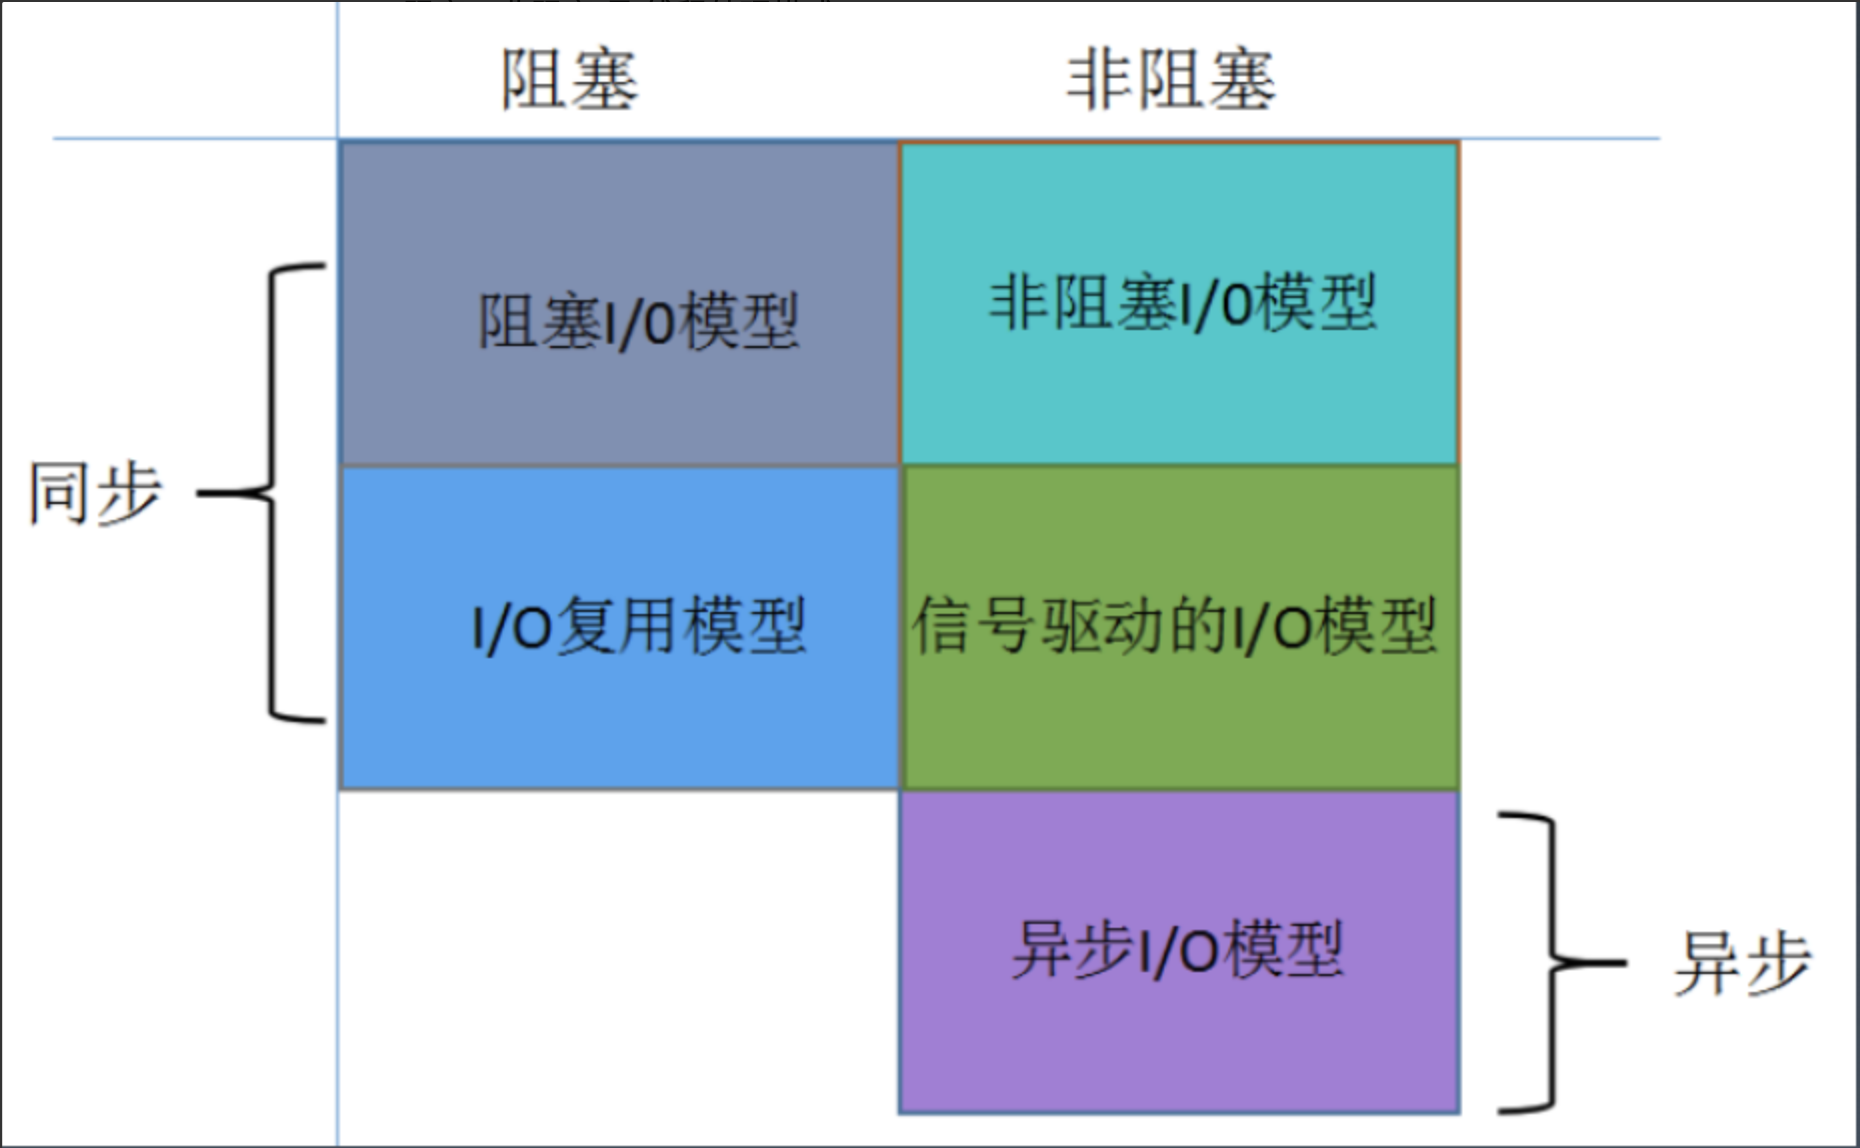 阻塞
非阻塞
阻塞I/0模型
非阻塞I/0模型
同步
I/O复用模型
信号驱动的I/O模型
异步I/O模型
异步